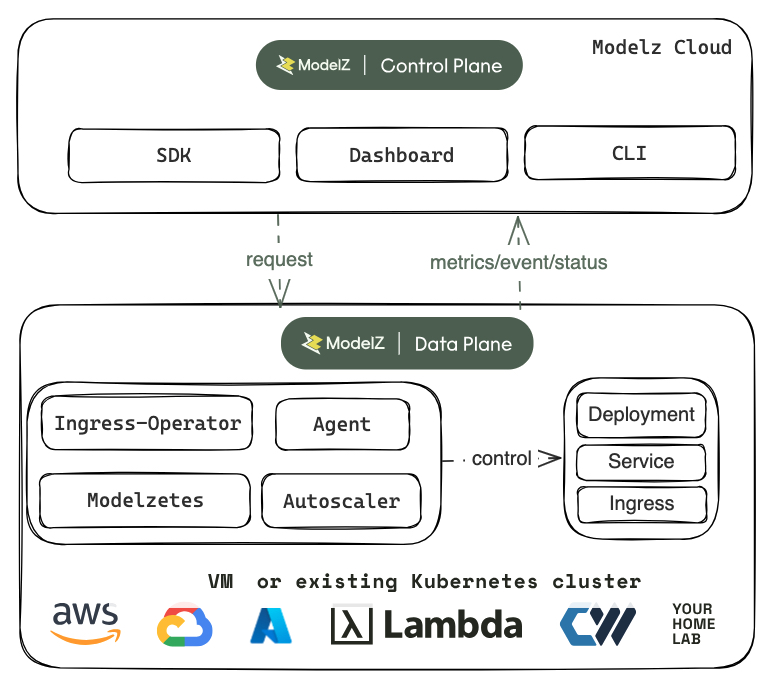 Modelz Cloud
ModelZ | Control Plane
SDK
Dashboard
CLI
request
metrics/event/status
ModelZ | Data Plane
Ingress-Operator
Agent
Modelzetes
Autoscaler
control
Deployment
Service
Ingress
VM or existing Kubernetes cluster
aws
λ Lambda
CW
YOUR
HOME
LAB